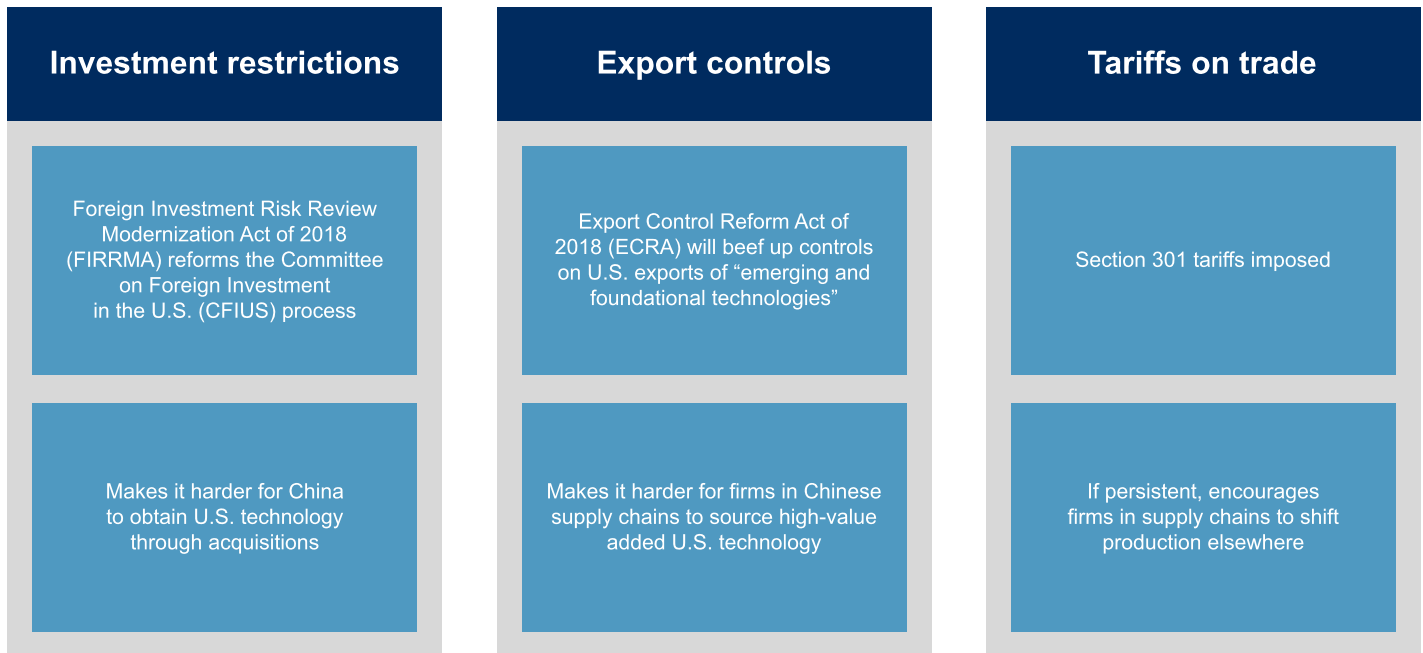 Investment restrictions
Foreign Investment Risk Review
Modernization Act of 2018
(FIRRMA) reforms the Committee
on Foreign Investment
in the U.S. (CFIUS) process
Makes it harder for China
to obtain U.S. technology
through acquisitions
Export controls
Export Control Reform Act of
2018 (ECRA) will beef up controls
on U.S. exports of “emerging and
foundational technologies”
Makes it harder for firms in Chinese
supply chains to source high-value
added U.S. technology
Tariffs on trade
Section 301 tariffs imposed
If persistent, encourages
firms in supply chains to shift
production elsewhere